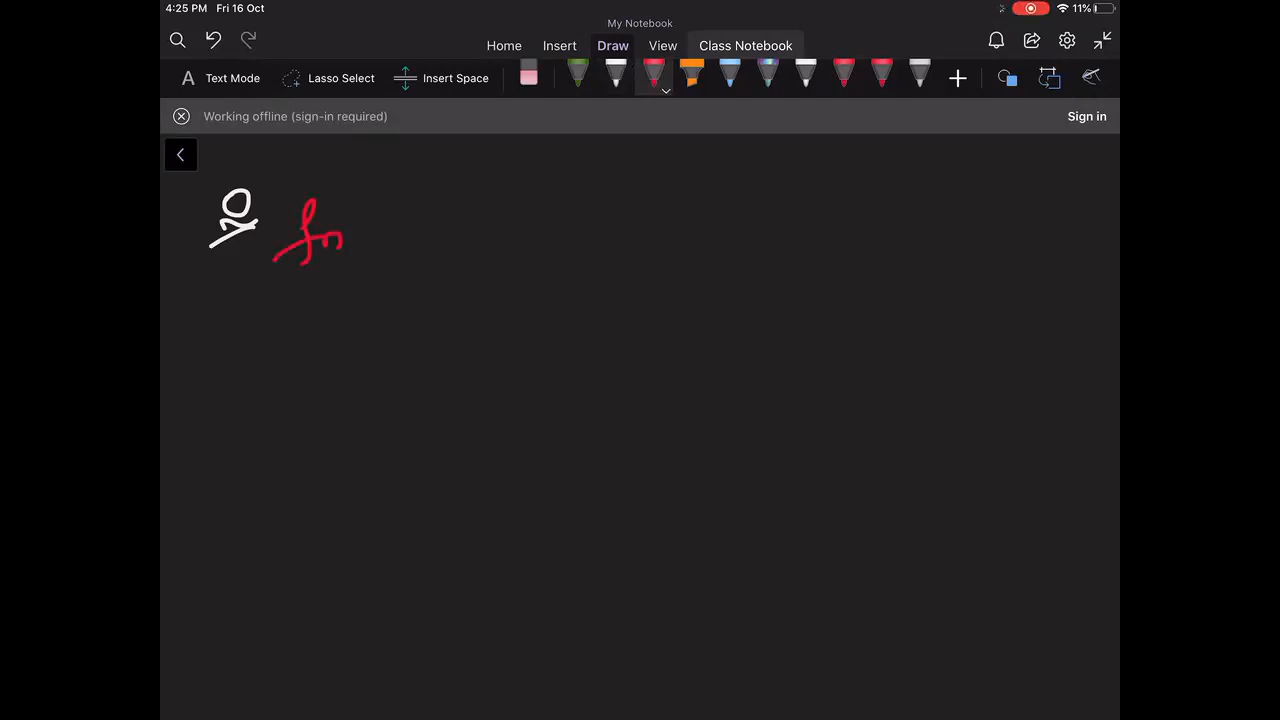 4:25 PM Fri 16 Oct
11%
My Notebook
Home Insert Draw View Class Notebook
A Text Mode Lasso Select Insert Space
Working offline (sign-in required) Sign in
fn